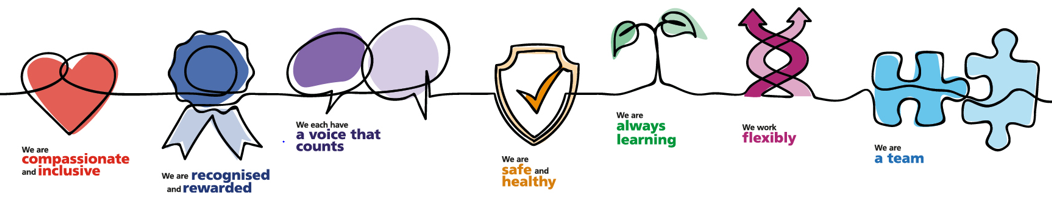 We are
compassionate
and inclusive
We are recognised
and rewarded
We each have
a voice that
counts
We are
safe and
healthy
We are
always
learning
We work
flexibly
We are
a team